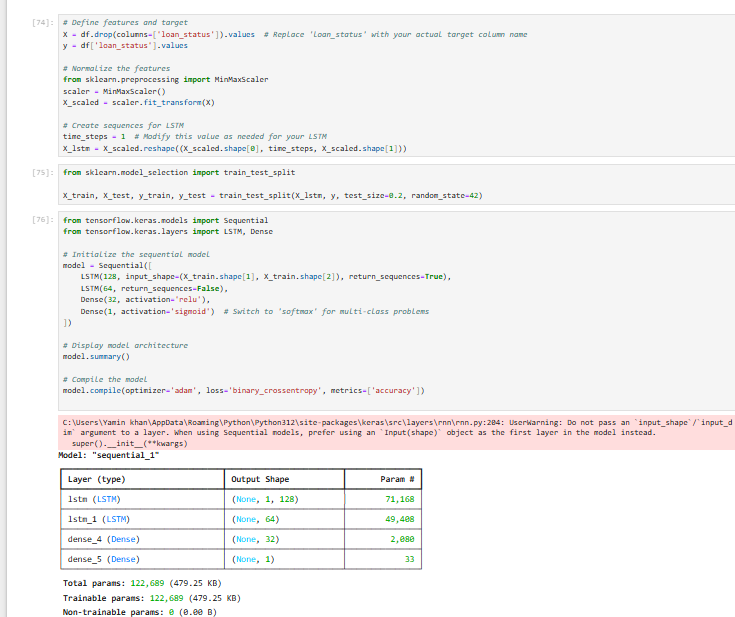 [74]: # Define features and target
X = df.drop(columns=['loan_status']).values # Replace 'loan_status' with your actual target column name
y = df['loan_status'].values
# Normalize the features
from sklearn.preprocessing import MinMaxScaler
scaler = MinMaxScaler()
X_scaled = scaler.fit_transform(X)
# Create sequences for LSTM
time_steps = 1 # Modify this value as needed for your LSTM
X_lstm = X_scaled.reshape((X_scaled.shape[0], time_steps, X_scaled.shape[1]))
[75]: from sklearn.model_selection import train_test_split
X_train, X_test, y_train, y_test = train_test_split(X_lstm, y, test_size=0.2, random_state=42)
[76]: from tensorflow.keras.models import Sequential
from tensorflow.keras.layers import LSTM, Dense
# Initialize the sequential model
model = Sequential([
LSTM(128, input_shape=(X_train.shape[1], X_train.shape[2]), return_sequences=True),
LSTM(64, return_sequences=False),
Dense(32, activation='relu'),
Dense(1, activation='sigmoid') # Switch to 'softmax' for multi-class problems
])
# Display model architecture
model.summary()
# Compile the model
model.compile(optimizer='adam', loss='binary_crossentropy', metrics=['accuracy'])
C:\Users\Yamin khan\AppData\Roaming\Python\Python312\site-packages\keras\src\layers\rnn\rnn.py:204: UserWarning: Do not pass an `input_shape`/`input_d
im` argument to a layer. When using Sequential models, prefer using an `Input(shape)` object as the first layer in the model instead.
super().__init__(**kwargs)
Model: "sequential_1"
Layer (type) Output Shape Param #
lstm (LSTM) (None, 1, 128) 71,168
lstm_1 (LSTM) (None, 64) 49,408
dense_4 (Dense) (None, 32) 2,080
dense_5 (Dense) (None, 1) 33
Total params: 122,689 (479.25 KB)
Trainable params: 122,689 (479.25 KB)
Non-trainable params: 0 (0.00 B)